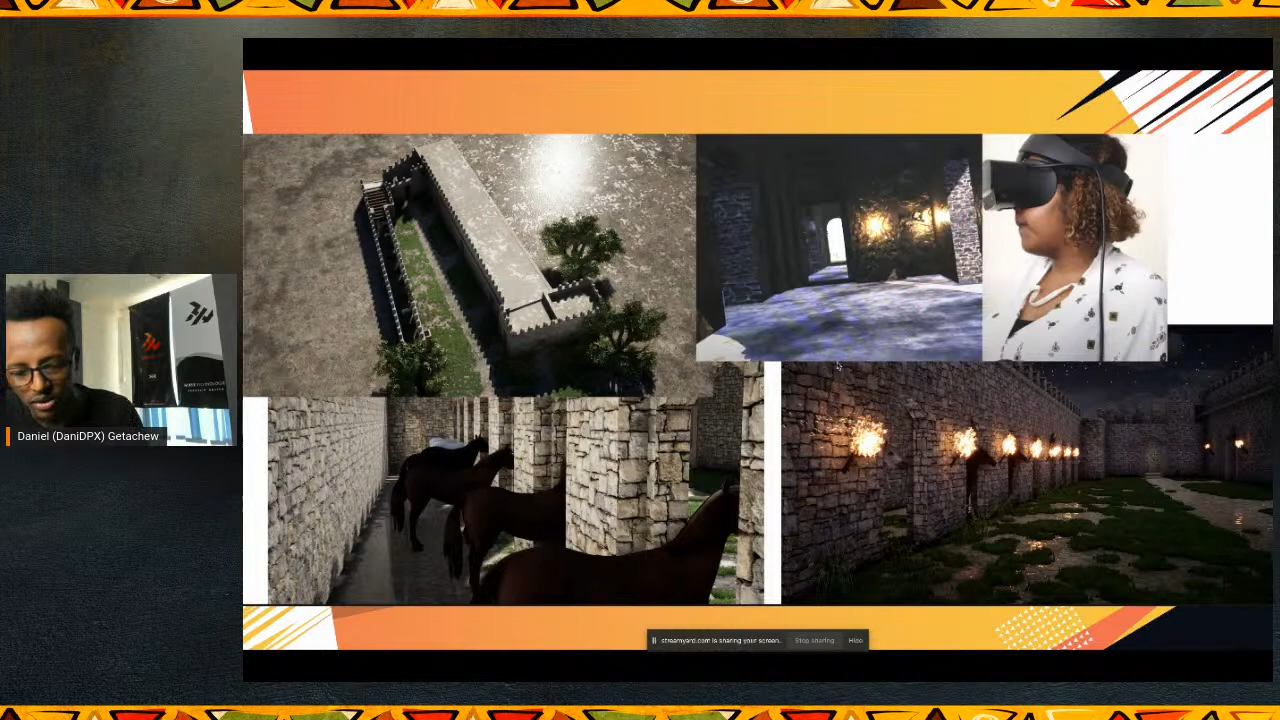 Daniel (DaniDPX) Getachew
streamyard.com is sharing your screen.
Stop sharing
Hide